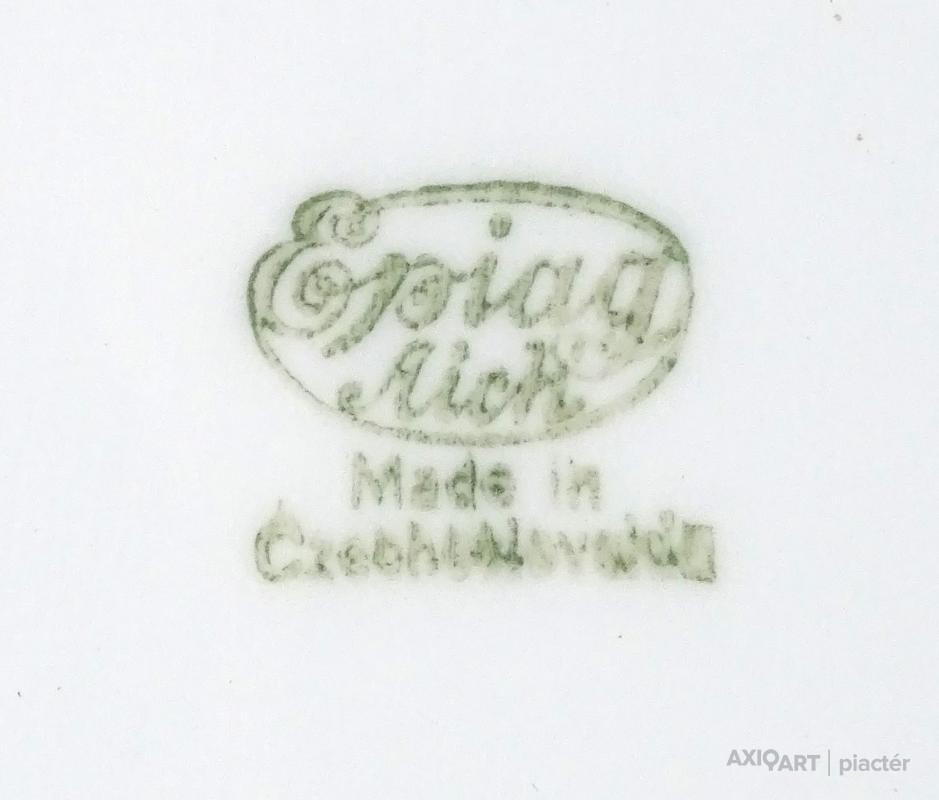 Epiag
Aich
Made in
Czechoslovakia
AXIOART | piactér